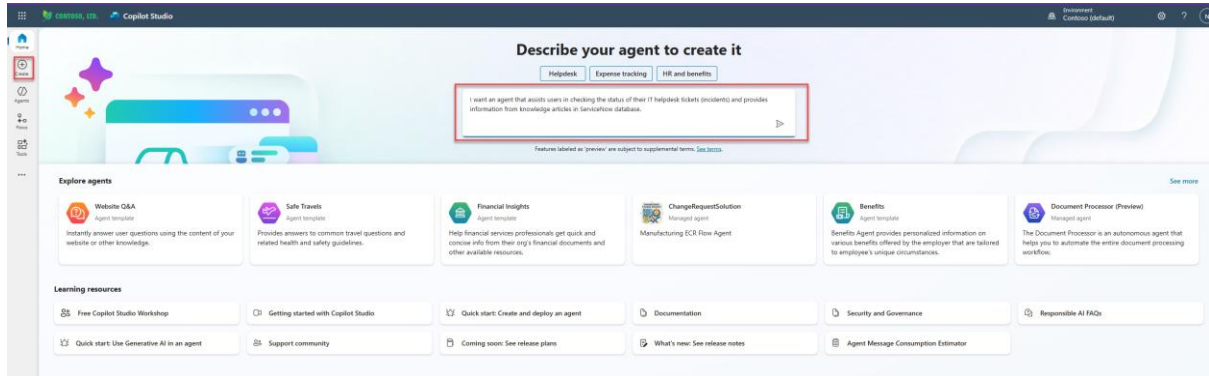 CONTOSO, LTD. Copilot Studio
Environment
Contoso (default)
?
N
Home
Create
Agents
Flows
Tools
...
Describe your agent to create it
Helpdesk Expense tracking HR and benefits
I want an agent that assists users in checking the status of their IT helpdesk tickets (incidents) and provides
information from knowledge articles in ServiceNow database.
Features labeled as 'preview' are subject to supplemental terms. See terms.
Explore agents
See more
Website Q&A
Agent template
Instantly answer user questions using the content of your
website or other knowledge.
Safe Travels
Agent template
Provides answers to common travel questions and
related health and safety guidelines.
Financial Insights
Agent template
Help financial services professionals get quick and
concise info from their org's financial documents and
other available resources.
ChangeRequestSolution
Managed agent
Manufacturing ECR Flow Agent
Benefits
Agent template
Benefits Agent provides personalized information on
various benefits offered by the employer that are tailored
to employee's unique circumstances.
Document Processor (Preview)
Managed agent
The Document Processor is an autonomous agent that
helps you to automate the entire document processing
workflow.
Learning resources
Free Copilot Studio Workshop
Getting started with Copilot Studio
Quick start: Create and deploy an agent
Documentation
Security and Governance
Responsible AI FAQs
Quick start: Use Generative AI in an agent
Support community
Coming soon: See release plans
What's new: See release notes
Agent Message Consumption Estimator